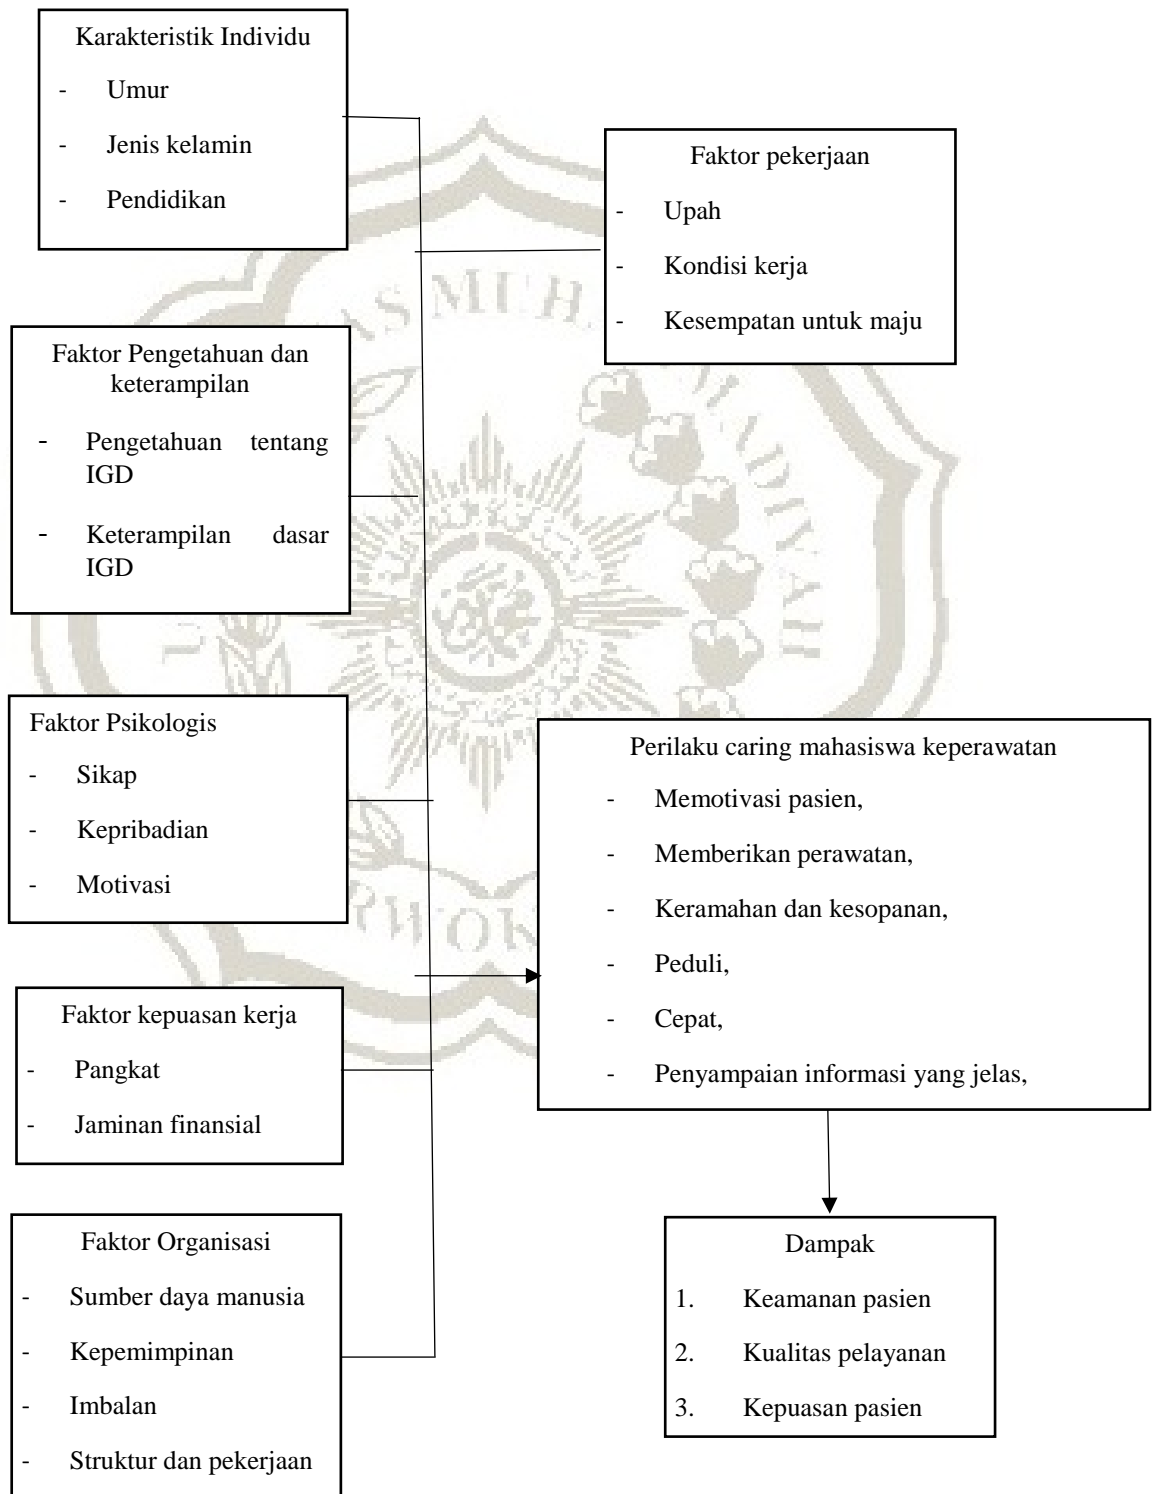 Karakteristik Individu
- Umur
- Jenis kelamin
- Pendidikan
Faktor pekerjaan
- Upah
- Kondisi kerja
- Kesempatan untuk maju
Faktor Pengetahuan dan
keterampilan
- Pengetahuan tentang
IGD
- Keterampilan dasar
IGD
Faktor Psikologis
- Sikap
- Kepribadian
- Motivasi
Perilaku caring mahasiswa keperawatan
- Memotivasi pasien,
- Memberikan perawatan,
- Keramahan dan kesopanan,
- Peduli,
- Cepat,
- Penyampaian informasi yang jelas,
Faktor kepuasan kerja
- Pangkat
- Jaminan finansial
Faktor Organisasi
- Sumber daya manusia
- Kepemimpinan
- Imbalan
- Struktur dan pekerjaan
Dampak
1. Keamanan pasien
2. Kualitas pelayanan
3. Kepuasan pasien